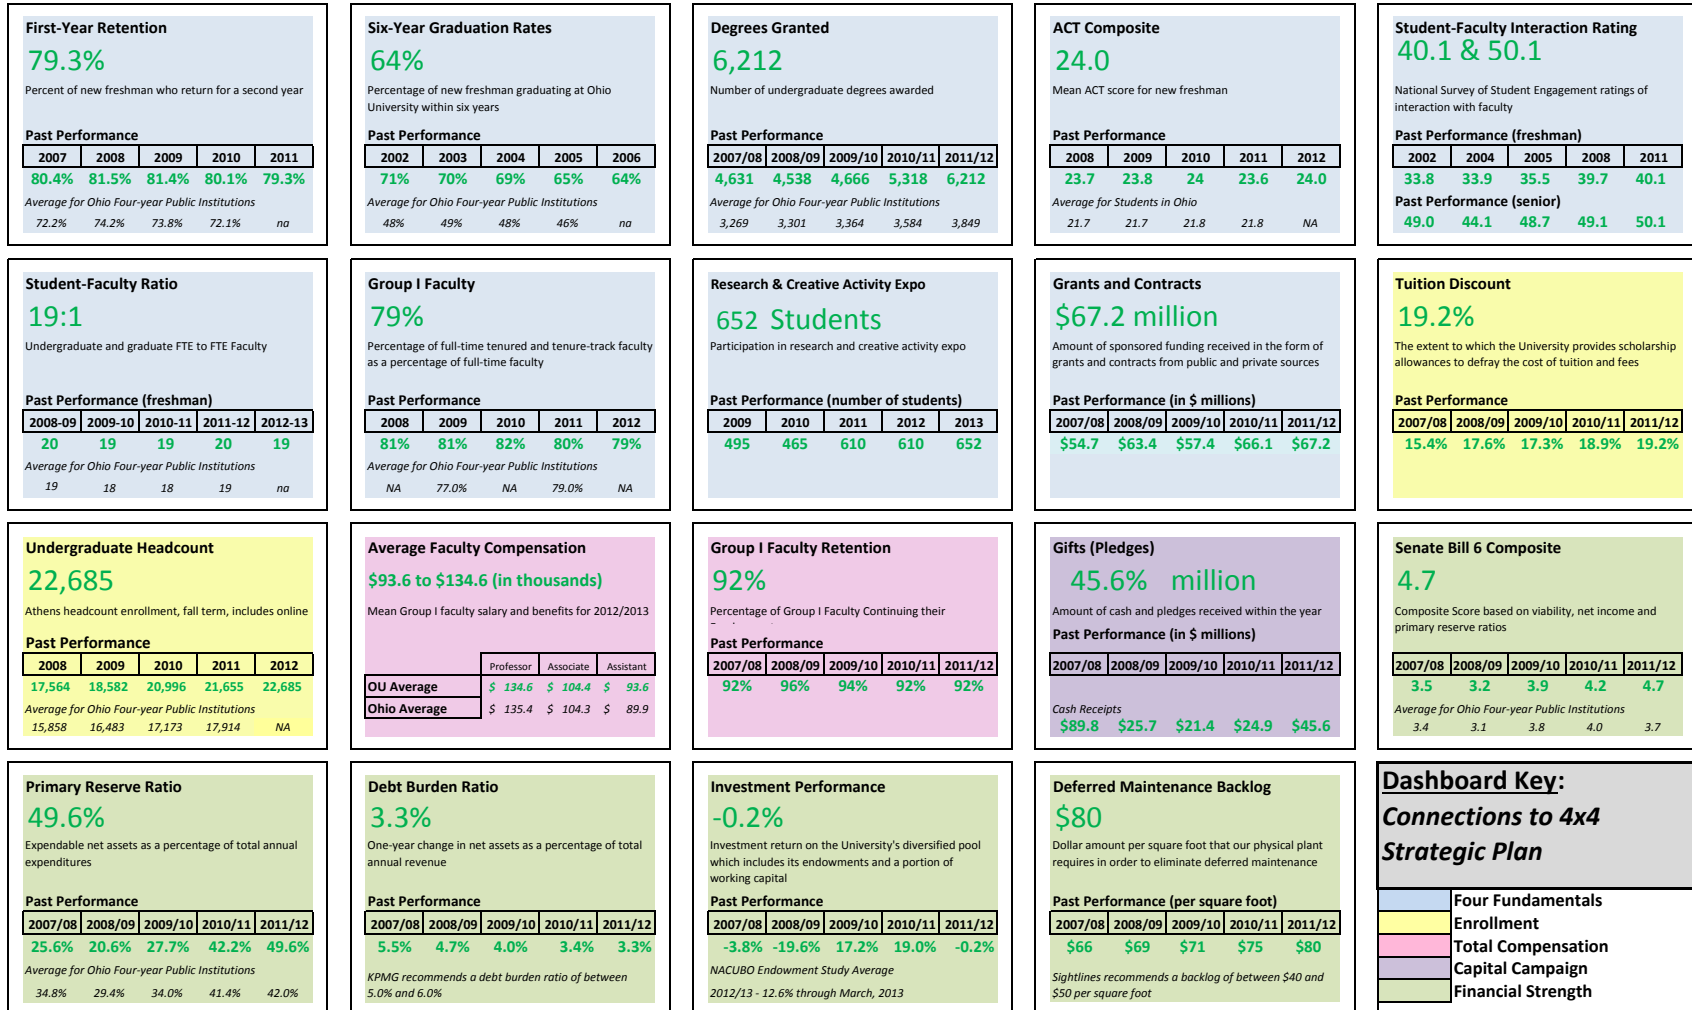 First-Year Retention
79.3%
Percent of new freshman who return for a second year
Past Performance
2007 2008 2009 2010 2011
80.4% 81.5% 81.4% 80.1% 79.3%
Average for Ohio Four-year Public Institutions
72.2% 74.2% 73.8% 72.1% na
Six-Year Graduation Rates
64%
Percentage of new freshman graduating at Ohio
University within six years
Past Performance
2002 2003 2004 2005 2006
71% 70% 69% 65% 64%
Average for Ohio Four-year Public Institutions
48% 49% 48% 46% na
Degrees Granted
6,212
Number of undergraduate degrees awarded
Past Performance
2007/08 2008/09 2009/10 2010/11 2011/12
4,631 4,538 4,666 5,318 6,212
Average for Ohio Four-year Public Institutions
3,269 3,301 3,364 3,584 3,849
ACT Composite
24.0
Mean ACT score for new freshman
Past Performance
2008 2009 2010 2011 2012
23.7 23.8 24 23.6 24.0
Average for Students in Ohio
21.7 21.7 21.8 21.8 NA
Student-Faculty Interaction Rating
40.1 & 50.1
National Survey of Student Engagement ratings of
interaction with faculty
Past Performance (freshman)
2002 2004 2005 2008 2011
33.8 33.9 35.5 39.7 40.1
Past Performance (senior)
49.0 44.1 48.7 49.1 50.1
Student-Faculty Ratio
19:1
Undergraduate and graduate FTE to FTE Faculty
Past Performance (freshman)
2008-09 2009-10 2010-11 2011-12 2012-13
20 19 19 20 19
Average for Ohio Four-year Public Institutions
19 18 18 19 na
Group I Faculty
79%
Percentage of full-time tenured and tenure-track faculty
as a percentage of full-time faculty
Past Performance
2008 2009 2010 2011 2012
81% 81% 82% 80% 79%
Average for Ohio Four-year Public Institutions
NA 77.0% NA 79.0% NA
Research & Creative Activity Expo
652 Students
Participation in research and creative activity expo
Past Performance (number of students)
2009 2010 2011 2012 2013
495 465 610 610 652
Grants and Contracts
$67.2 million
Amount of sponsored funding received in the form of
grants and contracts from public and private sources
Past Performance (in $ millions)
2007/08 2008/09 2009/10 2010/11 2011/12
$54.7 $63.4 $57.4 $66.1 $67.2
Tuition Discount
19.2%
The extent to which the University provides scholarship
allowances to defray the cost of tuition and fees
Past Performance
2007/08 2008/09 2009/10 2010/11 2011/12
15.4% 17.6% 17.3% 18.9% 19.2%
Undergraduate Headcount
22,685
Athens headcount enrollment, fall term, includes online
Past Performance
2008 2009 2010 2011 2012
17,564 18,582 20,996 21,655 22,685
Average for Ohio Four-year Public Institutions
15,858 16,483 17,173 17,914 NA
Average Faculty Compensation
$93.6 to $134.6 (in thousands)
Mean Group I faculty salary and benefits for 2012/2013
Professor Associate Assistant
OU Average $ 134.6 $ 104.4 $ 93.6
Ohio Average $ 135.4 $ 104.3 $ 89.9
Group I Faculty Retention
92%
Percentage of Group I Faculty Continuing their
Past Performance
2007/08 2008/09 2009/10 2010/11 2011/12
92% 96% 94% 92% 92%
Gifts (Pledges)
45.6% million
Amount of cash and pledges received within the year
Past Performance (in $ millions)
2007/08 2008/09 2009/10 2010/11 2011/12
Cash Receipts
$89.8 $25.7 $21.4 $24.9 $45.6
Senate Bill 6 Composite
4.7
Composite Score based on viability, net income and
primary reserve ratios
2007/08 2008/09 2009/10 2010/11 2011/12
3.5 3.2 3.9 4.2 4.7
Average for Ohio Four-year Public Institutions
3.4 3.1 3.8 4.0 3.7
Primary Reserve Ratio
49.6%
Expendable net assets as a percentage of total annual
expenditures
Past Performance
2007/08 2008/09 2009/10 2010/11 2011/12
25.6% 20.6% 27.7% 42.2% 49.6%
Average for Ohio Four-year Public Institutions
34.8% 29.4% 34.0% 41.4% 42.0%
Debt Burden Ratio
3.3%
One-year change in net assets as a percentage of total
annual revenue
Past Performance
2007/08 2008/09 2009/10 2010/11 2011/12
5.5% 4.7% 4.0% 3.4% 3.3%
KPMG recommends a debt burden ratio of between
5.0% and 6.0%
Investment Performance
-0.2%
Investment return on the University's diversified pool
which includes its endowments and a portion of
working capital
Past Performance
2007/08 2008/09 2009/10 2010/11 2011/12
-3.8% -19.6% 17.2% 19.0% -0.2%
NACUBO Endowment Study Average
2012/13 - 12.6% through March, 2013
Deferred Maintenance Backlog
$80
Dollar amount per square foot that our physical plant
requires in order to eliminate deferred maintenance
Past Performance (per square foot)
2007/08 2008/09 2009/10 2010/11 2011/12
$66 $69 $71 $75 $80
Sightlines recommends a backlog of between $40 and
$50 per square foot
Dashboard Key:
Connections to 4x4
Strategic Plan
Four Fundamentals
Enrollment
Total Compensation
Capital Campaign
Financial Strength